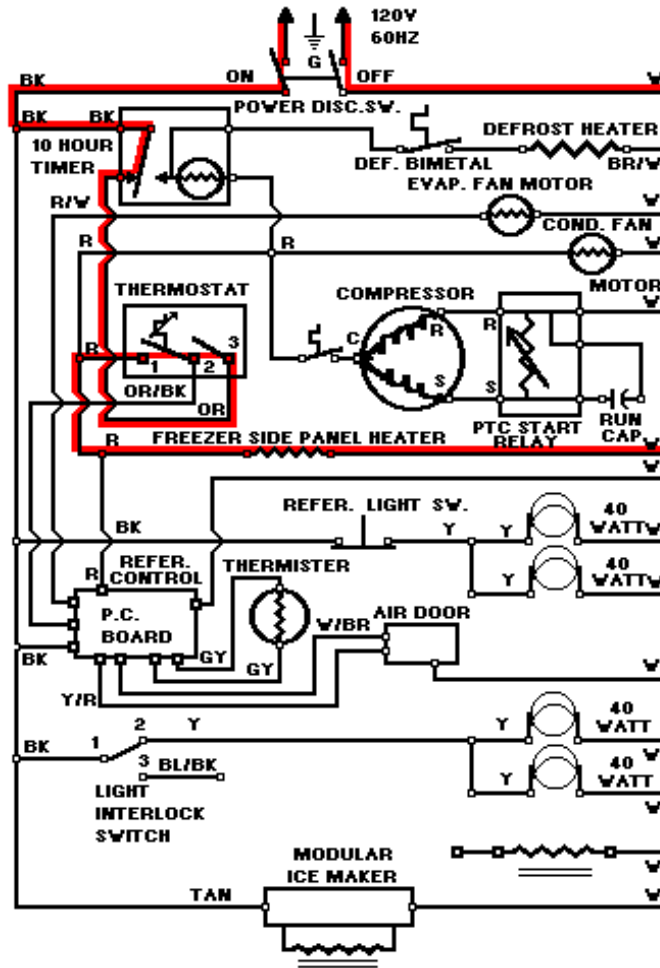 120V
60HZ
G
BK
ON
OFF
W
POWER DISC.SW.
BK
BK
10 HOUR
TIMER
DEFROST HEATER
DEF. BIMETAL
BR/W
EVAP. FAN MOTOR
R/W
W
COND. FAN
R
R
W
MOTOR
THERMOSTAT
COMPRESSOR
W
3
R
R
C
R
1
2
OR/BK
S
S
OR
PTC START
RELAY
RUN
CAP
R
FREEZER SIDE PANEL HEATER
W
W
REFER. LIGHT SW.
BK
Y
Y
40
WATT
W
REFER.
CONTROL
THERMISTER
R
Y
40
WATT
W
P.C.
BOARD
W/BR
AIR DOOR
BK
GY
GY
W
Y/R
2
Y
Y
40
WATT
BK
1
3
BL/BK
Y
40
WATT
LIGHT
INTERLOCK
SWITCH
W
MODULAR
ICE MAKER
W
TAN
W